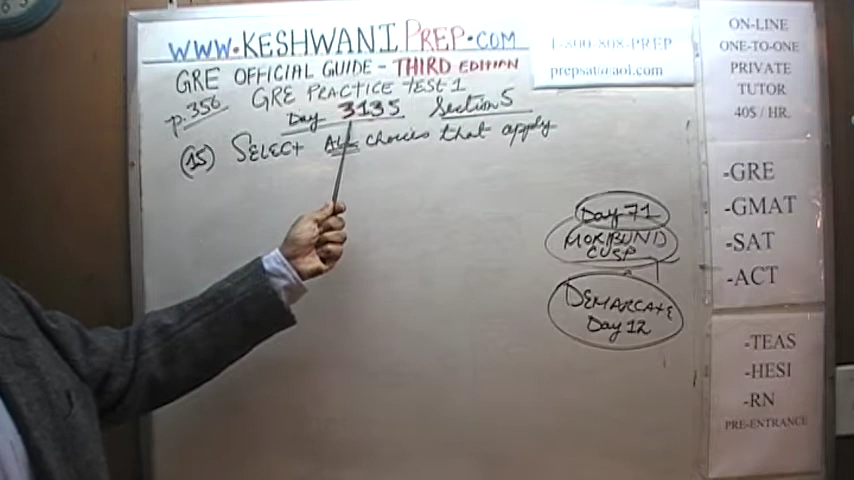 WWW.KESHWANIPREP.COM
1-800-808-PREP
prepsat@aol.com
GRE OFFICIAL GUIDE - THIRD EDITION
p.356 GRE PRACTICE TEST 1
Day 3135 Section 5
(15) SELECT ALL choices that apply
Day 71
MORIBUND
CUSP
DEMARCATE
Day 12
ON-LINE
ONE-TO-ONE
PRIVATE
TUTOR
40$ / HR.
-GRE
-GMAT
-SAT
-ACT
-TEAS
-HESI
-RN
PRE-ENTRANCE